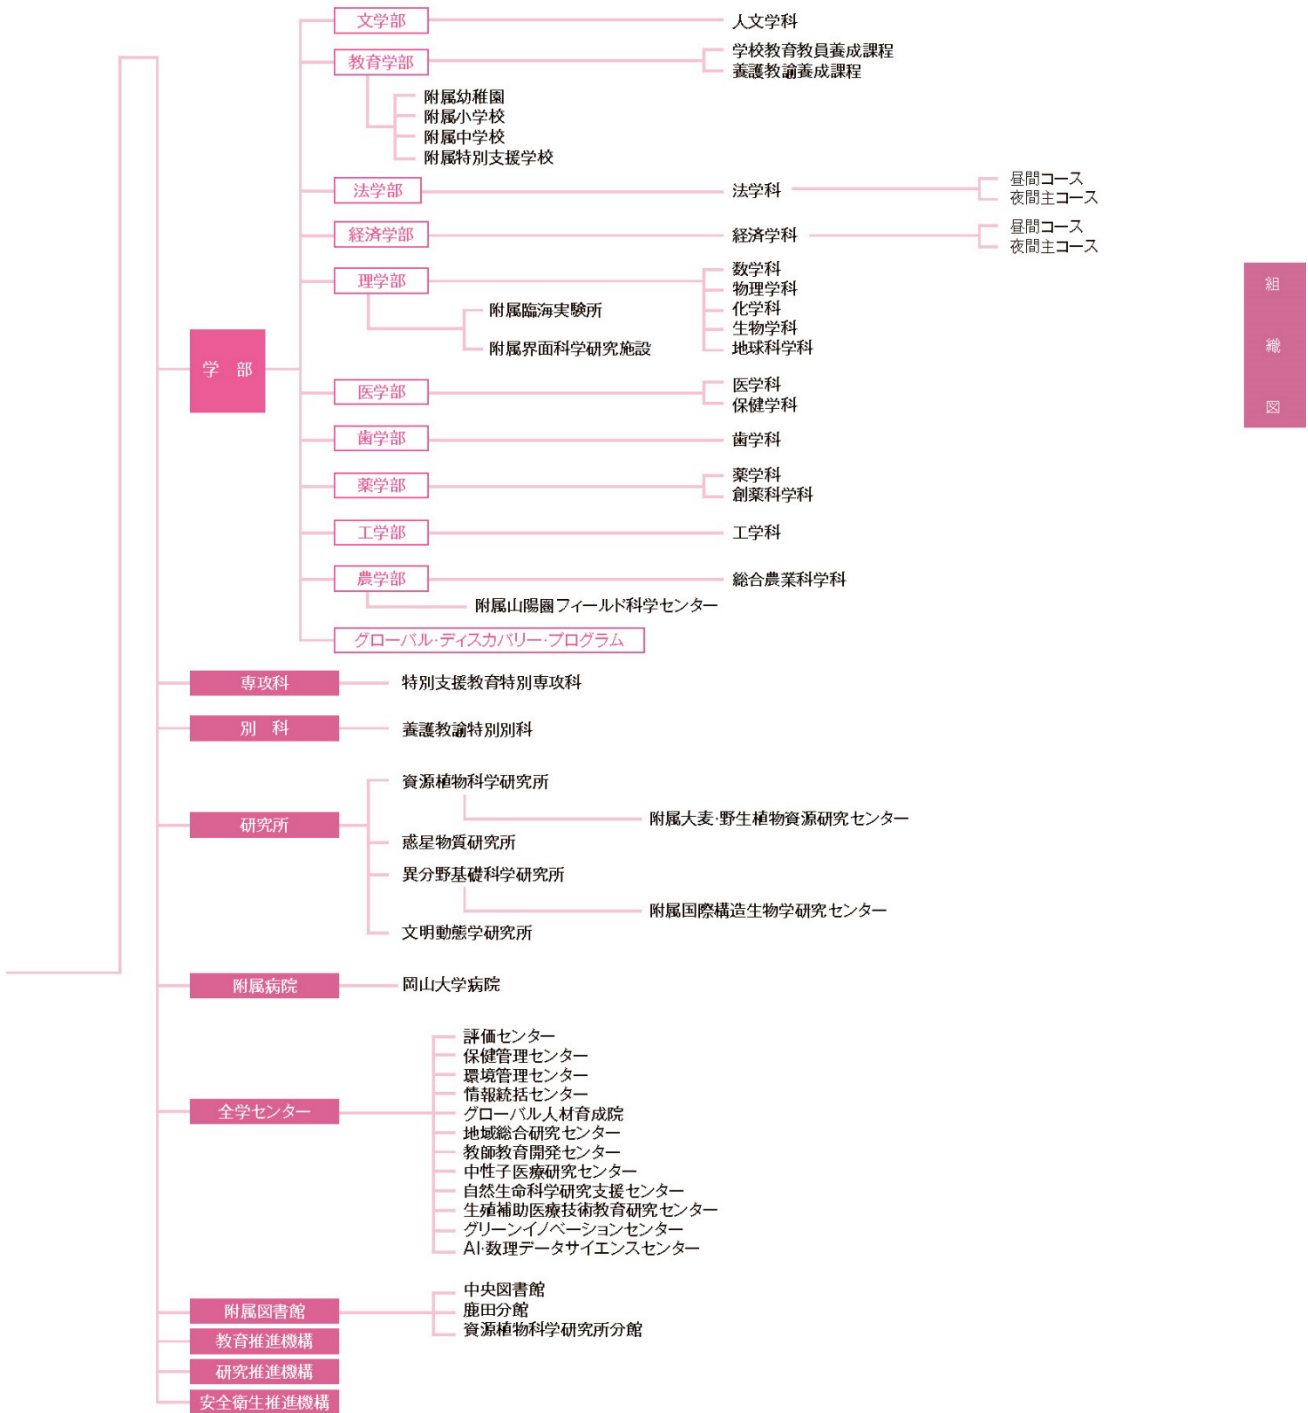 文学部
人文学科
教育学部
学校教育教員養成課程
養護教諭養成課程
附属幼稚園
附属小学校
附属中学校
附属特別支援学校
法学部
法学科
昼間コース
夜間主コース
経済学部
経済学科
昼間コース
夜間主コース
理学部
数学科
物理学科
化学科
生物学科
地球科学科
附属臨海実験所
附属界面科学研究施設
学 部
医学部
医学科
保健学科
歯学部
歯学科
薬学部
薬学科
創薬科学科
工学部
工学科
農学部
総合農業科学科
附属山陽圏フィールド科学センター
グローバル・ディスカバリー・プログラム
専攻科
特別支援教育特別専攻科
別 科
養護教諭特別別科
研究所
資源植物科学研究所
附属大麦・野生植物資源研究センター
惑星物質研究所
異分野基礎科学研究所
附属国際構造生物学研究センター
文明動態学研究所
附属病院
岡山大学病院
全学センター
評価センター
保健管理センター
環境管理センター
情報統括センター
グローバル人材育成院
地域総合研究センター
教師教育開発センター
中性子医療研究センター
自然生命科学研究支援センター
生殖補助医療技術教育研究センター
グリーンイノベーションセンター
AI・数理データサイエンスセンター
附属図書館
中央図書館
鹿田分館
資源植物科学研究所分館
教育推進機構
研究推進機構
安全衛生推進機構
組
織
図